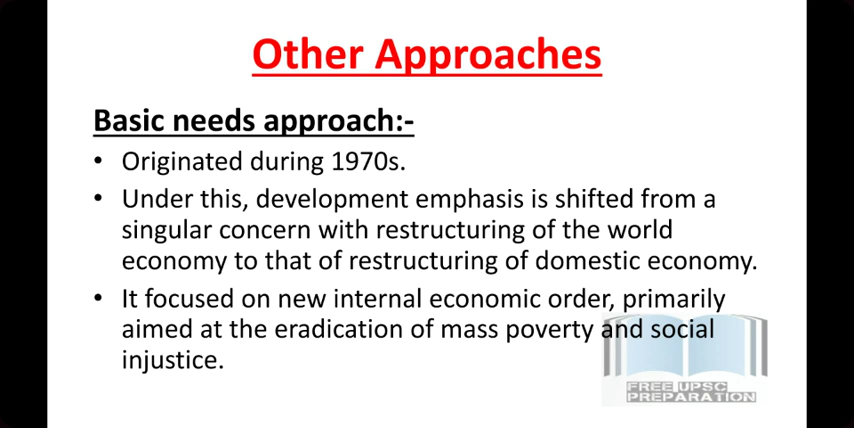 Other Approaches
Basic needs approach:-
• Originated during 1970s.
• Under this, development emphasis is shifted from a
singular concern with restructuring of the world
economy to that of restructuring of domestic economy.
• It focused on new internal economic order, primarily
aimed at the eradication of mass poverty and social
injustice.
FREE UPSC
PREPARATION